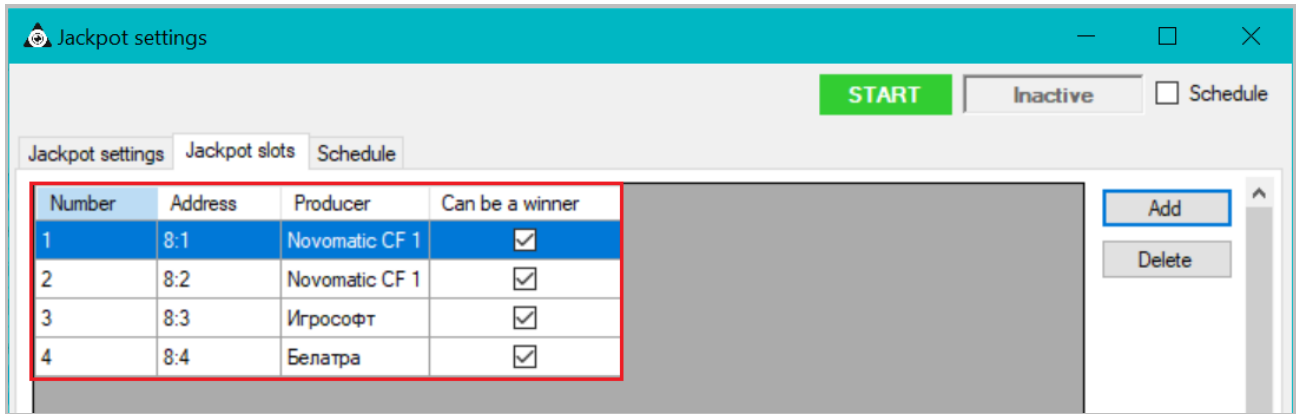 Jackpot settings
START Inactive Schedule
Jackpot settings Jackpot slots Schedule
Number Address Producer Can be a winner Add
1 8:1 Novomatic CF 1
Delete
2 8:2 Novomatic CF 1
3 8:3 Игрософт
4 8:4 Белатра